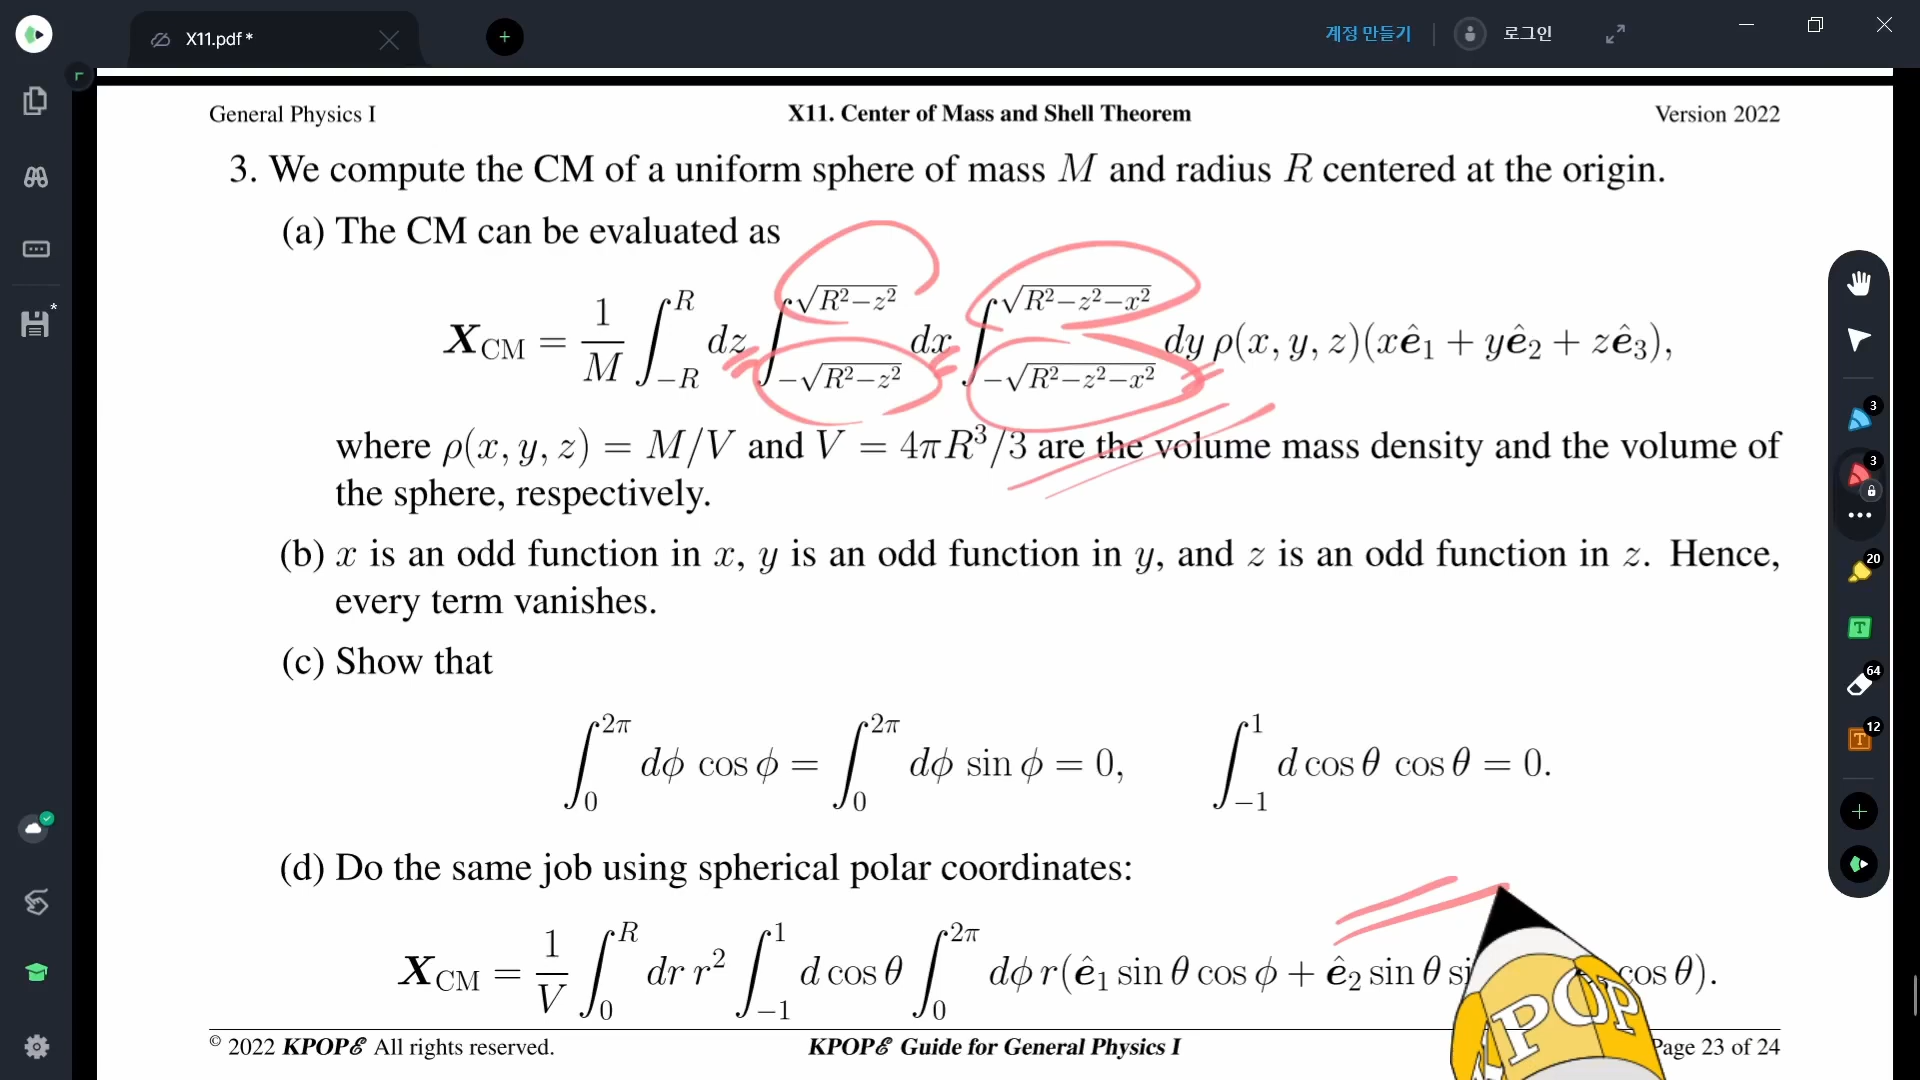 X11.pdf *
계정 만들기
로그인
General Physics I X11. Center of Mass and Shell Theorem Version 2022
3. We compute the CM of a uniform sphere of mass M and radius R centered at the origin.
(a) The CM can be evaluated as
X_CM = 1/M ∫_{−R}^{R} dz ∫_{−√(R²−z²)}^{√(R²−z²)} dx ∫_{−√(R²−z²−x²)}^{√(R²−z²−x²)} dy ρ(x, y, z)(xê₁ + yê₂ + zê₃),
where ρ(x, y, z) = M/V and V = 4πR³/3 are the volume mass density and the volume of
the sphere, respectively.
(b) x is an odd function in x, y is an odd function in y, and z is an odd function in z. Hence,
every term vanishes.
(c) Show that
∫_0^{2π} dϕ cos ϕ = ∫_0^{2π} dϕ sin ϕ = 0, ∫_{−1}^{1} d cos θ cos θ = 0.
(d) Do the same job using spherical polar coordinates:
X_CM = 1/V ∫_0^R dr r² ∫_{−1}^{1} d cos θ ∫_0^{2π} dϕ r(ê₁ sin θ cos ϕ + ê₂ sin θ si cos θ).
© 2022 KPOPE All rights reserved. KPOPE Guide for General Physics I Page 23 of 24
KPOP
3
3
20
T
64
12
T